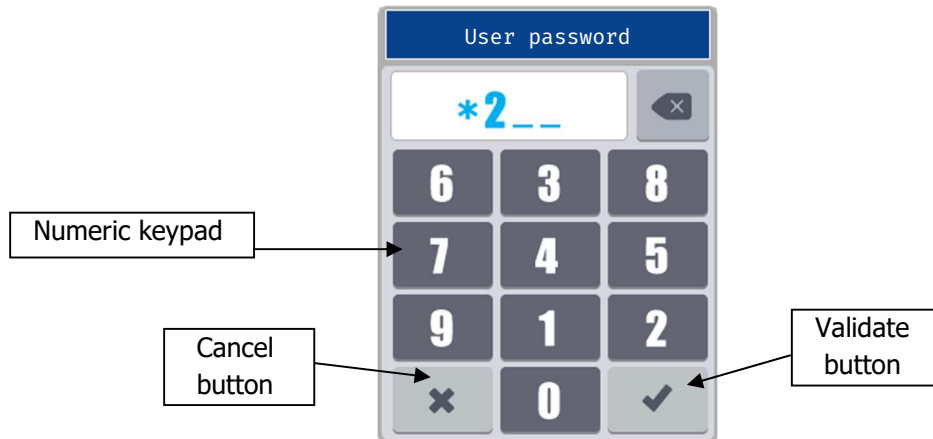 User password
*2_ _
6 3 8
Numeric keypad
7 4 5
9 1 2
Cancel
button
Validate
button
0